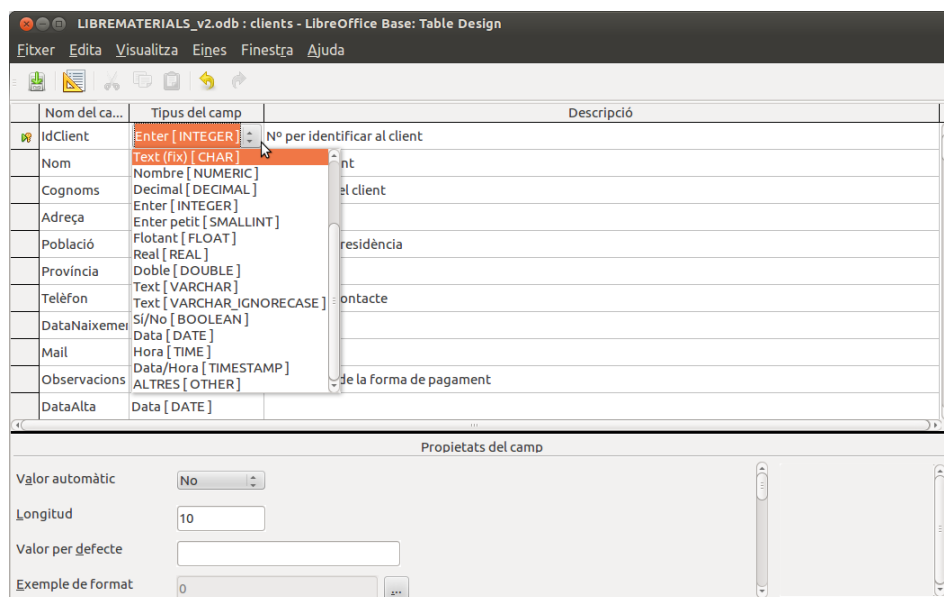 LIBREMATERIALS_v2.odb : clients - LibreOffice Base: Table Design
Fitxer Edita Visualitza Eines Finestra Ajuda
Nom del ca... Tipus del camp Descripció
IdClient Enter [ INTEGER ] Nº per identificar al client
Nom nt
Cognoms el client
Adreça
Població residència
Província
Telèfon ontacte
DataNaixemen
Mail
Observacions de la forma de pagament
DataAlta Data [ DATE ]
Text (fix) [ CHAR ]
Nombre [ NUMERIC ]
Decimal [ DECIMAL ]
Enter [ INTEGER ]
Enter petit [ SMALLINT ]
Flotant [ FLOAT ]
Real [ REAL ]
Doble [ DOUBLE ]
Text [ VARCHAR ]
Text [ VARCHAR_IGNORECASE ]
Sí/No [ BOOLEAN ]
Data [ DATE ]
Hora [ TIME ]
Data/Hora [ TIMESTAMP ]
ALTRES [ OTHER ]
Propietats del camp
Valor automàtic No
Longitud 10
Valor per defecte
Exemple de format 0 ...